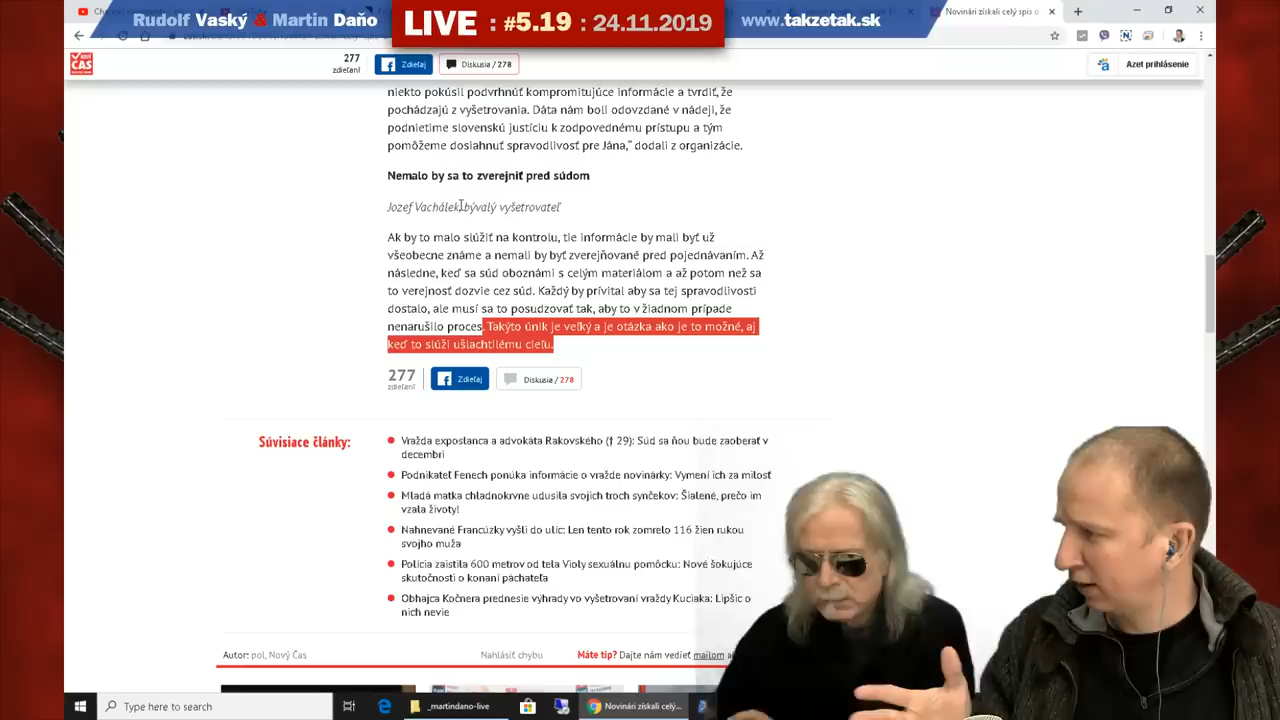 Rudolf Vaský & Martin Daňo
LIVE : #5.19 : 24.11.2019
www.takzetak.sk
Novinári získali celý spis o
NOVÝ ČAS
277
zdieľaní
Zdieľaj
Diskusia / 278
Azet prihlásenie
niekto pokúsil podvrhnúť kompromitujúce informácie a tvrdiť, že
pochádzajú z vyšetrovania. Dáta nám boli odovzdané v nádeji, že
podnietime slovenskú justíciu k zodpovednému prístupu a tým
pomôžeme dosiahnuť spravodlivosť pre Jána,“ dodali z organizácie.
Nemalo by sa to zverejniť pred súdom
Jozef Vachálek, bývalý vyšetrovateľ
Ak by to malo slúžiť na kontrolu, tie informácie by mali byť už
všeobecne známe a nemali by byť zverejňované pred pojednávaním. Až
následne, keď sa súd oboznámi s celým materiálom a až potom než sa
to verejnosť dozvie cez súd. Každý by prívital aby sa tej spravodlivosti
dostalo, ale musí sa to posudzovať tak, aby to v žiadnom prípade
nenarušilo proces. Takýto únik je veľký a je otázka ako je to možné, aj
keď to slúži ušľachtilému cieľu.
277
zdieľaní
Zdieľaj
Diskusia / 278
Súvisiace články:
Vražda exposlanca a advokáta Rakovského († 29): Súd sa ňou bude zaoberať v
decembri
Podnikateľ Fenech ponúka informácie o vražde novinárky: Vymení ich za milosť
Mladá matka chladnokrvne udusila svojich troch synčekov: Šialené, prečo im
vzala životy!
Nahnevané Francúzky vyšli do ulíc: Len tento rok zomrelo 116 žien rukou
svojho muža
Polícia zaistila 600 metrov od tela Violy sexuálnu pomôcku: Nové šokujúce
skutočnosti o konaní páchateľa
Obhajca Kočnera prednesie výhrady vo vyšetrovaní vraždy Kuciaka: Lipšic o
nich nevie
Autor: pol, Nový Čas
Nahlásiť chybu
Máte tip? Dajte nám vedieť mailom
Type here to search
_martindano-live
Novinári získali celý...